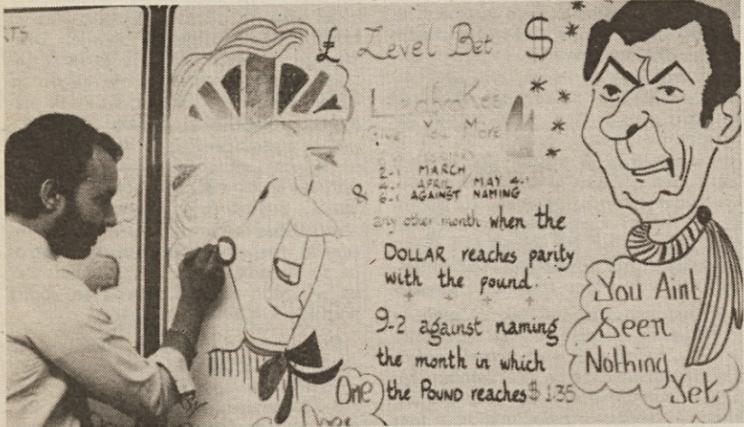 £ Level Bet $
Ladbrokes
Give You More
2-1 MARCH
4-1 APRIL MAY 4-1
& 6-1 AGAINST NAMING
any other month when the
DOLLAR reaches parity
with the pound.
9-2 against naming
the month in which
the POUND reaches $ 1.35
One
Does
You Aint
Seen
Nothing
Yet